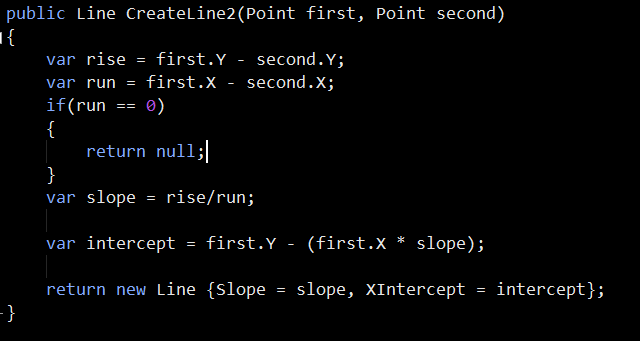 public Line CreateLine2(Point first, Point second)
{
    var rise = first.Y - second.Y;
    var run = first.X - second.X;
    if(run == 0)
    {
        return null;
    }
    var slope = rise/run;

    var intercept = first.Y - (first.X * slope);

    return new Line {Slope = slope, XIntercept = intercept};
}